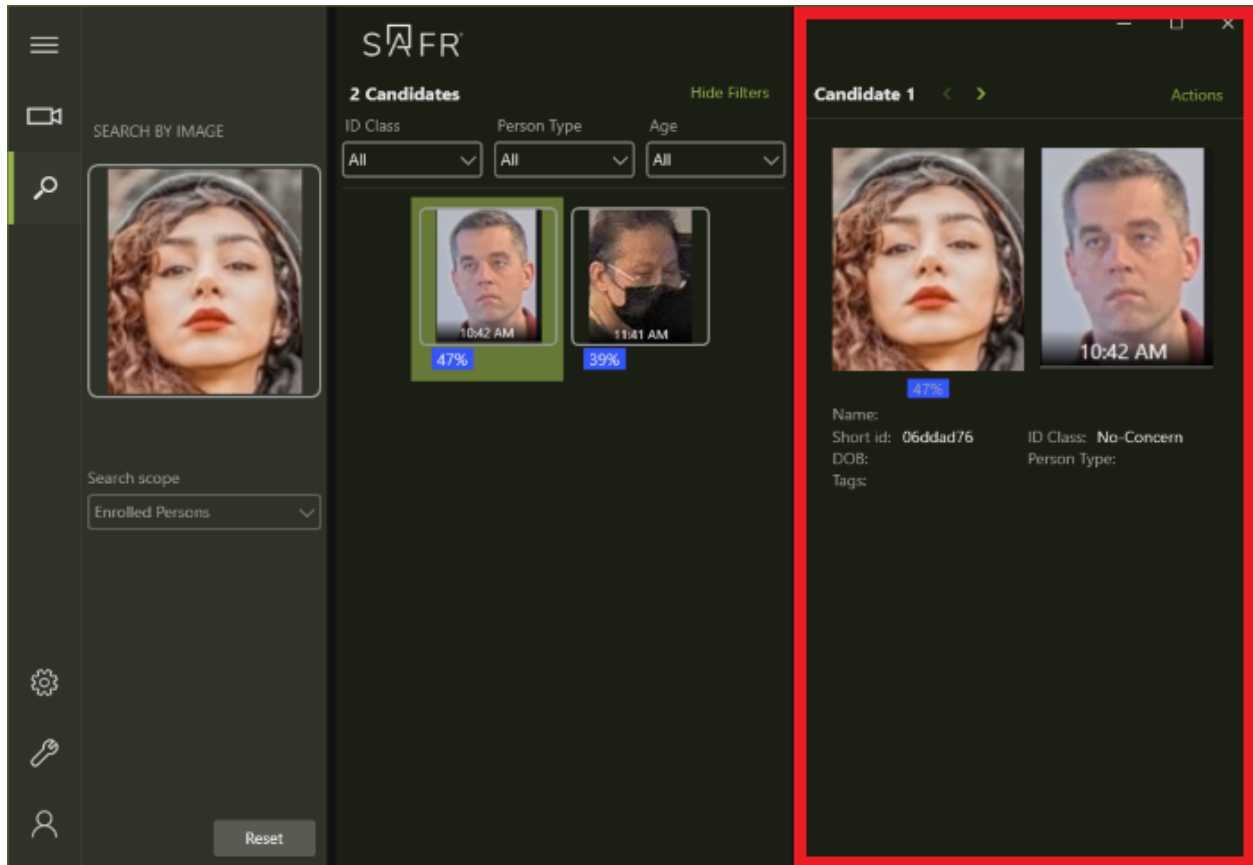 SAFR
SEARCH BY IMAGE
Search scope
Enrolled Persons
Reset
2 Candidates
Hide Filters
ID Class Person Type Age
All All All
10:42 AM 11:41 AM
47% 39%
Candidate 1
Actions
10:42 AM
47%
Name:
Short id: 06ddad76 ID Class: No-Concern
DOB: Person Type:
Tags: